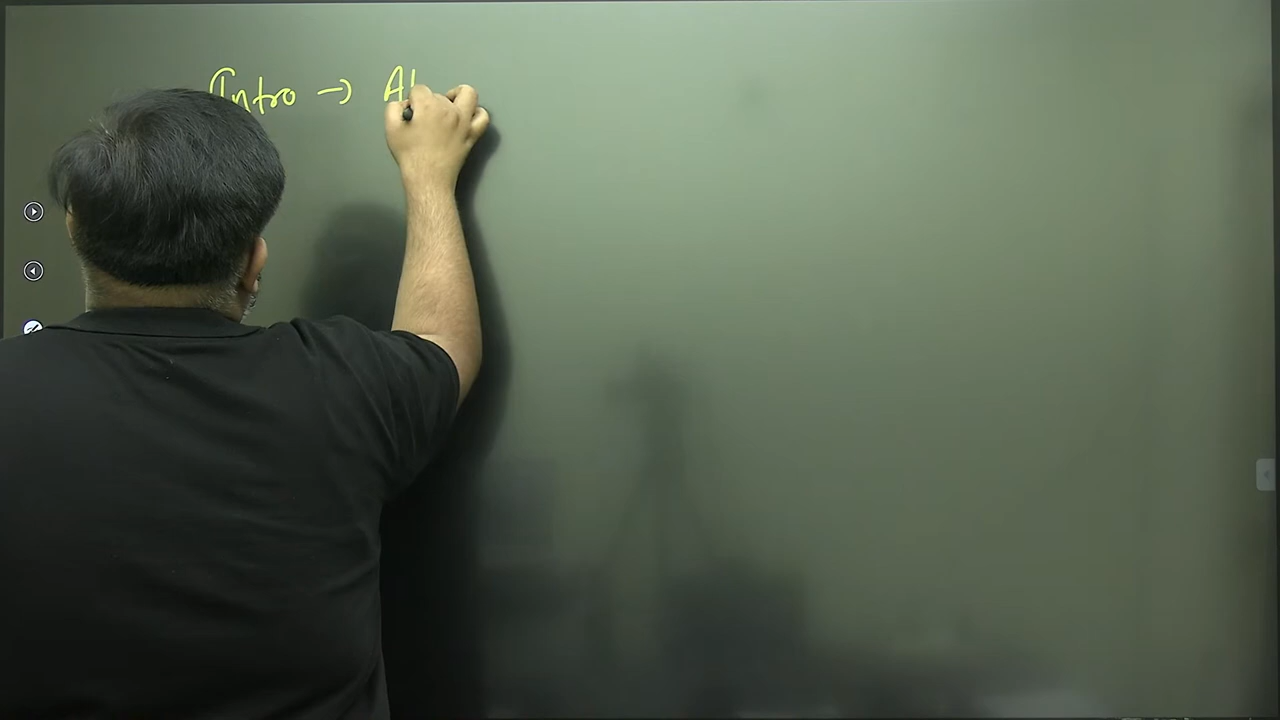 Intro →